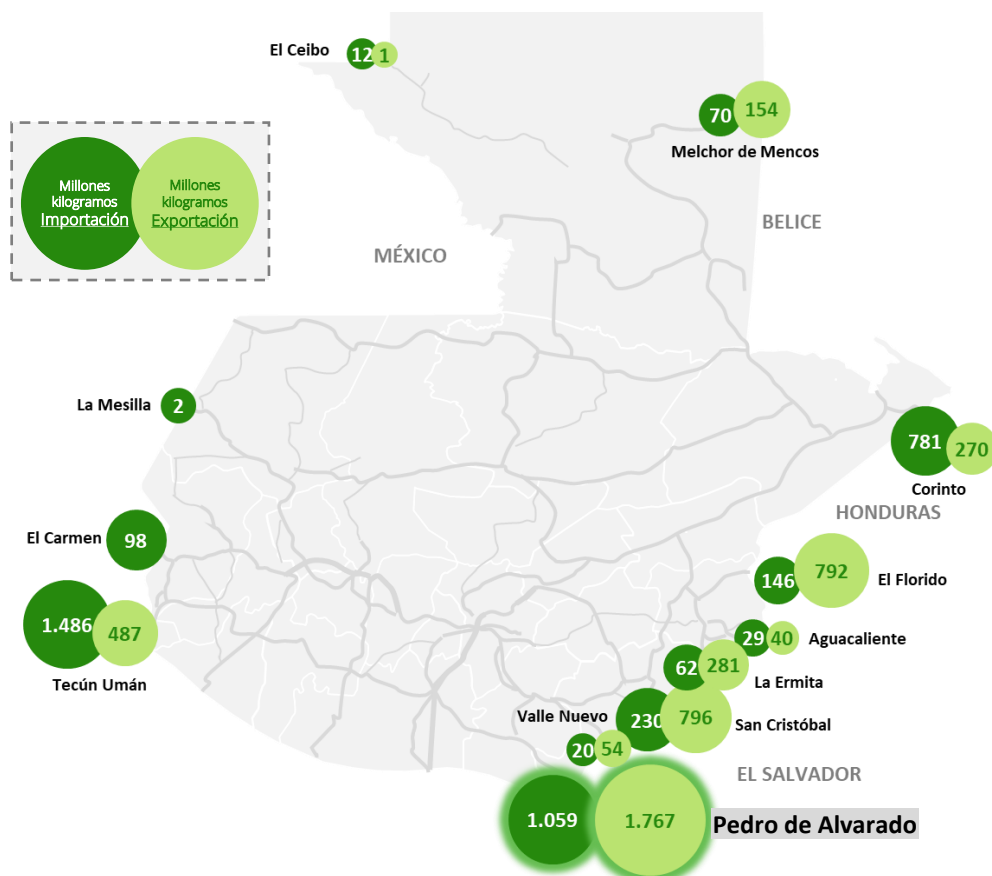 El Ceibo
12
1
70
154
Melchor de Mencos
Millones
kilogramos
Importación
Millones
kilogramos
Exportación
BELICE
MÉXICO
La Mesilla
2
781
270
Corinto
HONDURAS
El Carmen
98
146
792
El Florido
1.486
487
Tecún Umán
29
40
Aguacaliente
62
281
La Ermita
Valle Nuevo
230
796
San Cristóbal
20
54
EL SALVADOR
1.059
1.767
Pedro de Alvarado